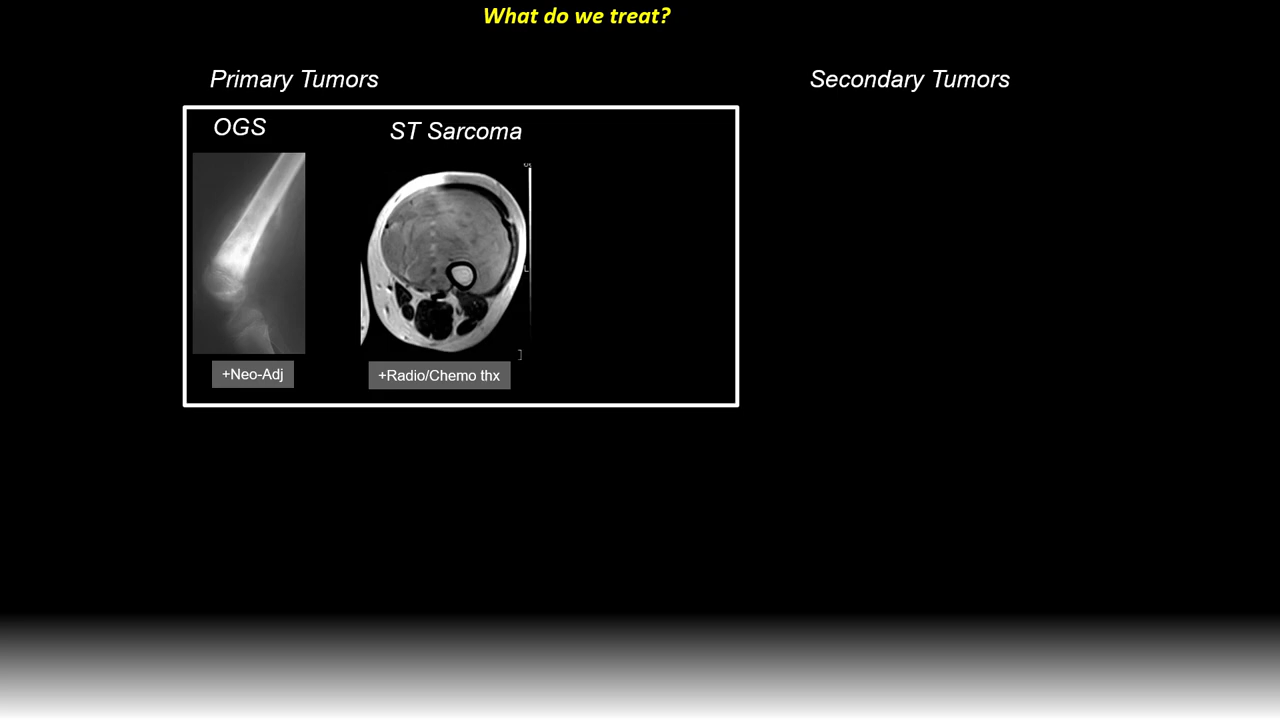 What do we treat?
Primary Tumors
Secondary Tumors
OGS
ST Sarcoma
L
+Neo-Adj
+Radio/Chemo thx